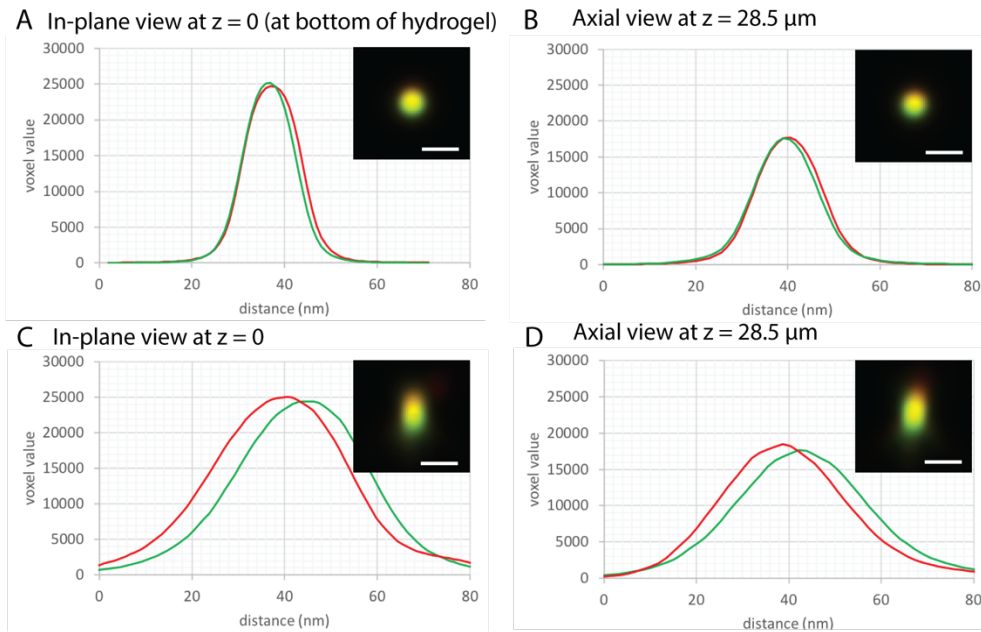 A In-plane view at z = 0 (at bottom of hydrogel)
30000
25000
20000
15000
10000
5000
0
voxel value
0 20 40 60 80
distance (nm)
B Axial view at z = 28.5 µm
30000
25000
20000
15000
10000
5000
0
voxel value
0 20 40 60 80
distance (nm)
C In-plane view at z = 0
30000
25000
20000
15000
10000
5000
0
voxel value
0 20 40 60 80
distance (nm)
D Axial view at z = 28.5 µm
30000
25000
20000
15000
10000
5000
0
voxel value
0 20 40 60 80
distance (nm)